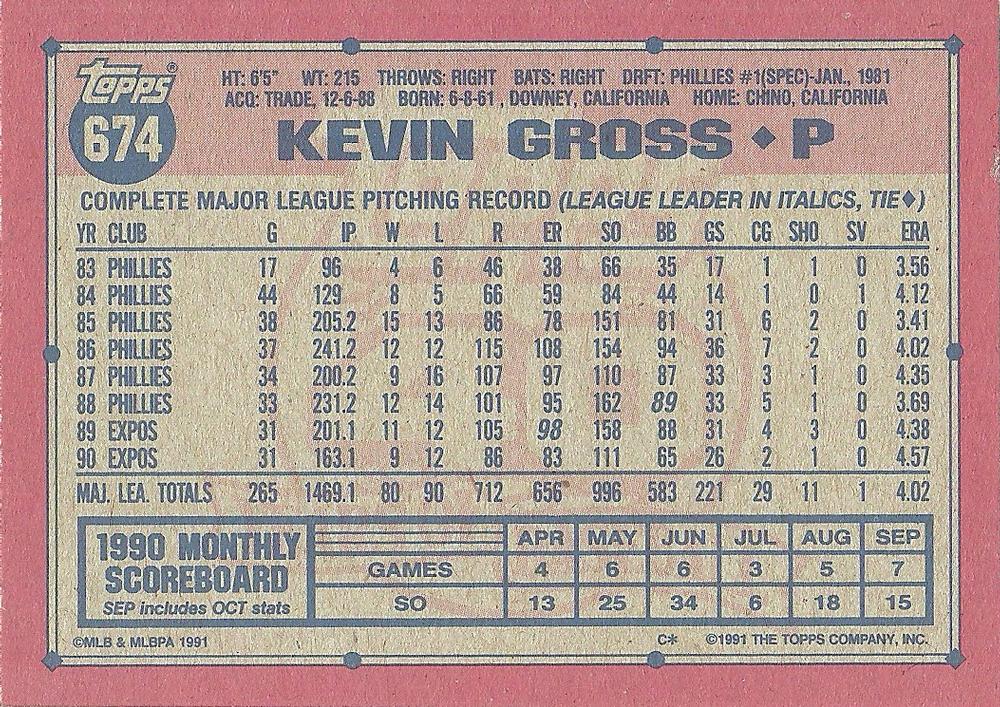 Topps®
674
HT: 6'5" WT: 215 THROWS: RIGHT BATS: RIGHT DRFT: PHILLIES #1(SPEC)-JAN., 1981
ACQ: TRADE, 12-6-88 BORN: 6-8-61, DOWNEY, CALIFORNIA HOME: CHINO, CALIFORNIA
KEVIN GROSS ♦ P
COMPLETE MAJOR LEAGUE PITCHING RECORD (LEAGUE LEADER IN ITALICS, TIE♦)
YR CLUB G IP W L R ER SO BB GS CG SHO SV ERA
83 PHILLIES 17 96 4 6 46 38 66 35 17 1 1 0 3.56
84 PHILLIES 44 129 8 5 66 59 84 44 14 1 0 1 4.12
85 PHILLIES 38 205.2 15 13 86 78 151 81 31 6 2 0 3.41
86 PHILLIES 37 241.2 12 12 115 108 154 94 36 7 2 0 4.02
87 PHILLIES 34 200.2 9 16 107 97 110 87 33 3 1 0 4.35
88 PHILLIES 33 231.2 12 14 101 95 162 89 33 5 1 0 3.69
89 EXPOS 31 201.1 11 12 105 98 158 88 31 4 3 0 4.38
90 EXPOS 31 163.1 9 12 86 83 111 65 26 2 1 0 4.57
MAJ. LEA. TOTALS 265 1469.1 80 90 712 656 996 583 221 29 11 1 4.02
1990 MONTHLY
SCOREBOARD
SEP includes OCT stats
APR MAY JUN JUL AUG SEP
GAMES 4 6 6 3 5 7
SO 13 25 34 6 18 15
©MLB & MLBPA 1991 C* ©1991 THE TOPPS COMPANY, INC.